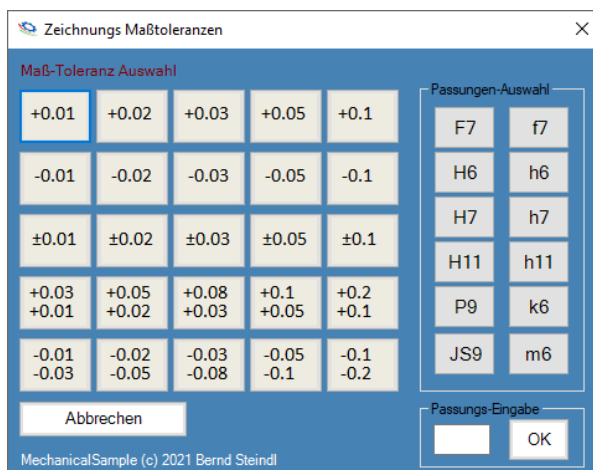 Zeichnungs Maßtoleranzen
Maß-Toleranz Auswahl
+0.01 +0.02 +0.03 +0.05 +0.1
-0.01 -0.02 -0.03 -0.05 -0.1
±0.01 ±0.02 ±0.03 ±0.05 ±0.1
+0.03 +0.05 +0.08 +0.1 +0.2
+0.01 +0.02 +0.03 +0.05 +0.1
-0.01 -0.02 -0.03 -0.05 -0.1
-0.03 -0.05 -0.08 -0.1 -0.2
Abbrechen
MechanicalSample (c) 2021 Bernd Steindl
Passungen-Auswahl
F7 f7
H6 h6
H7 h7
H11 h11
P9 k6
JS9 m6
Passungs-Eingabe
OK